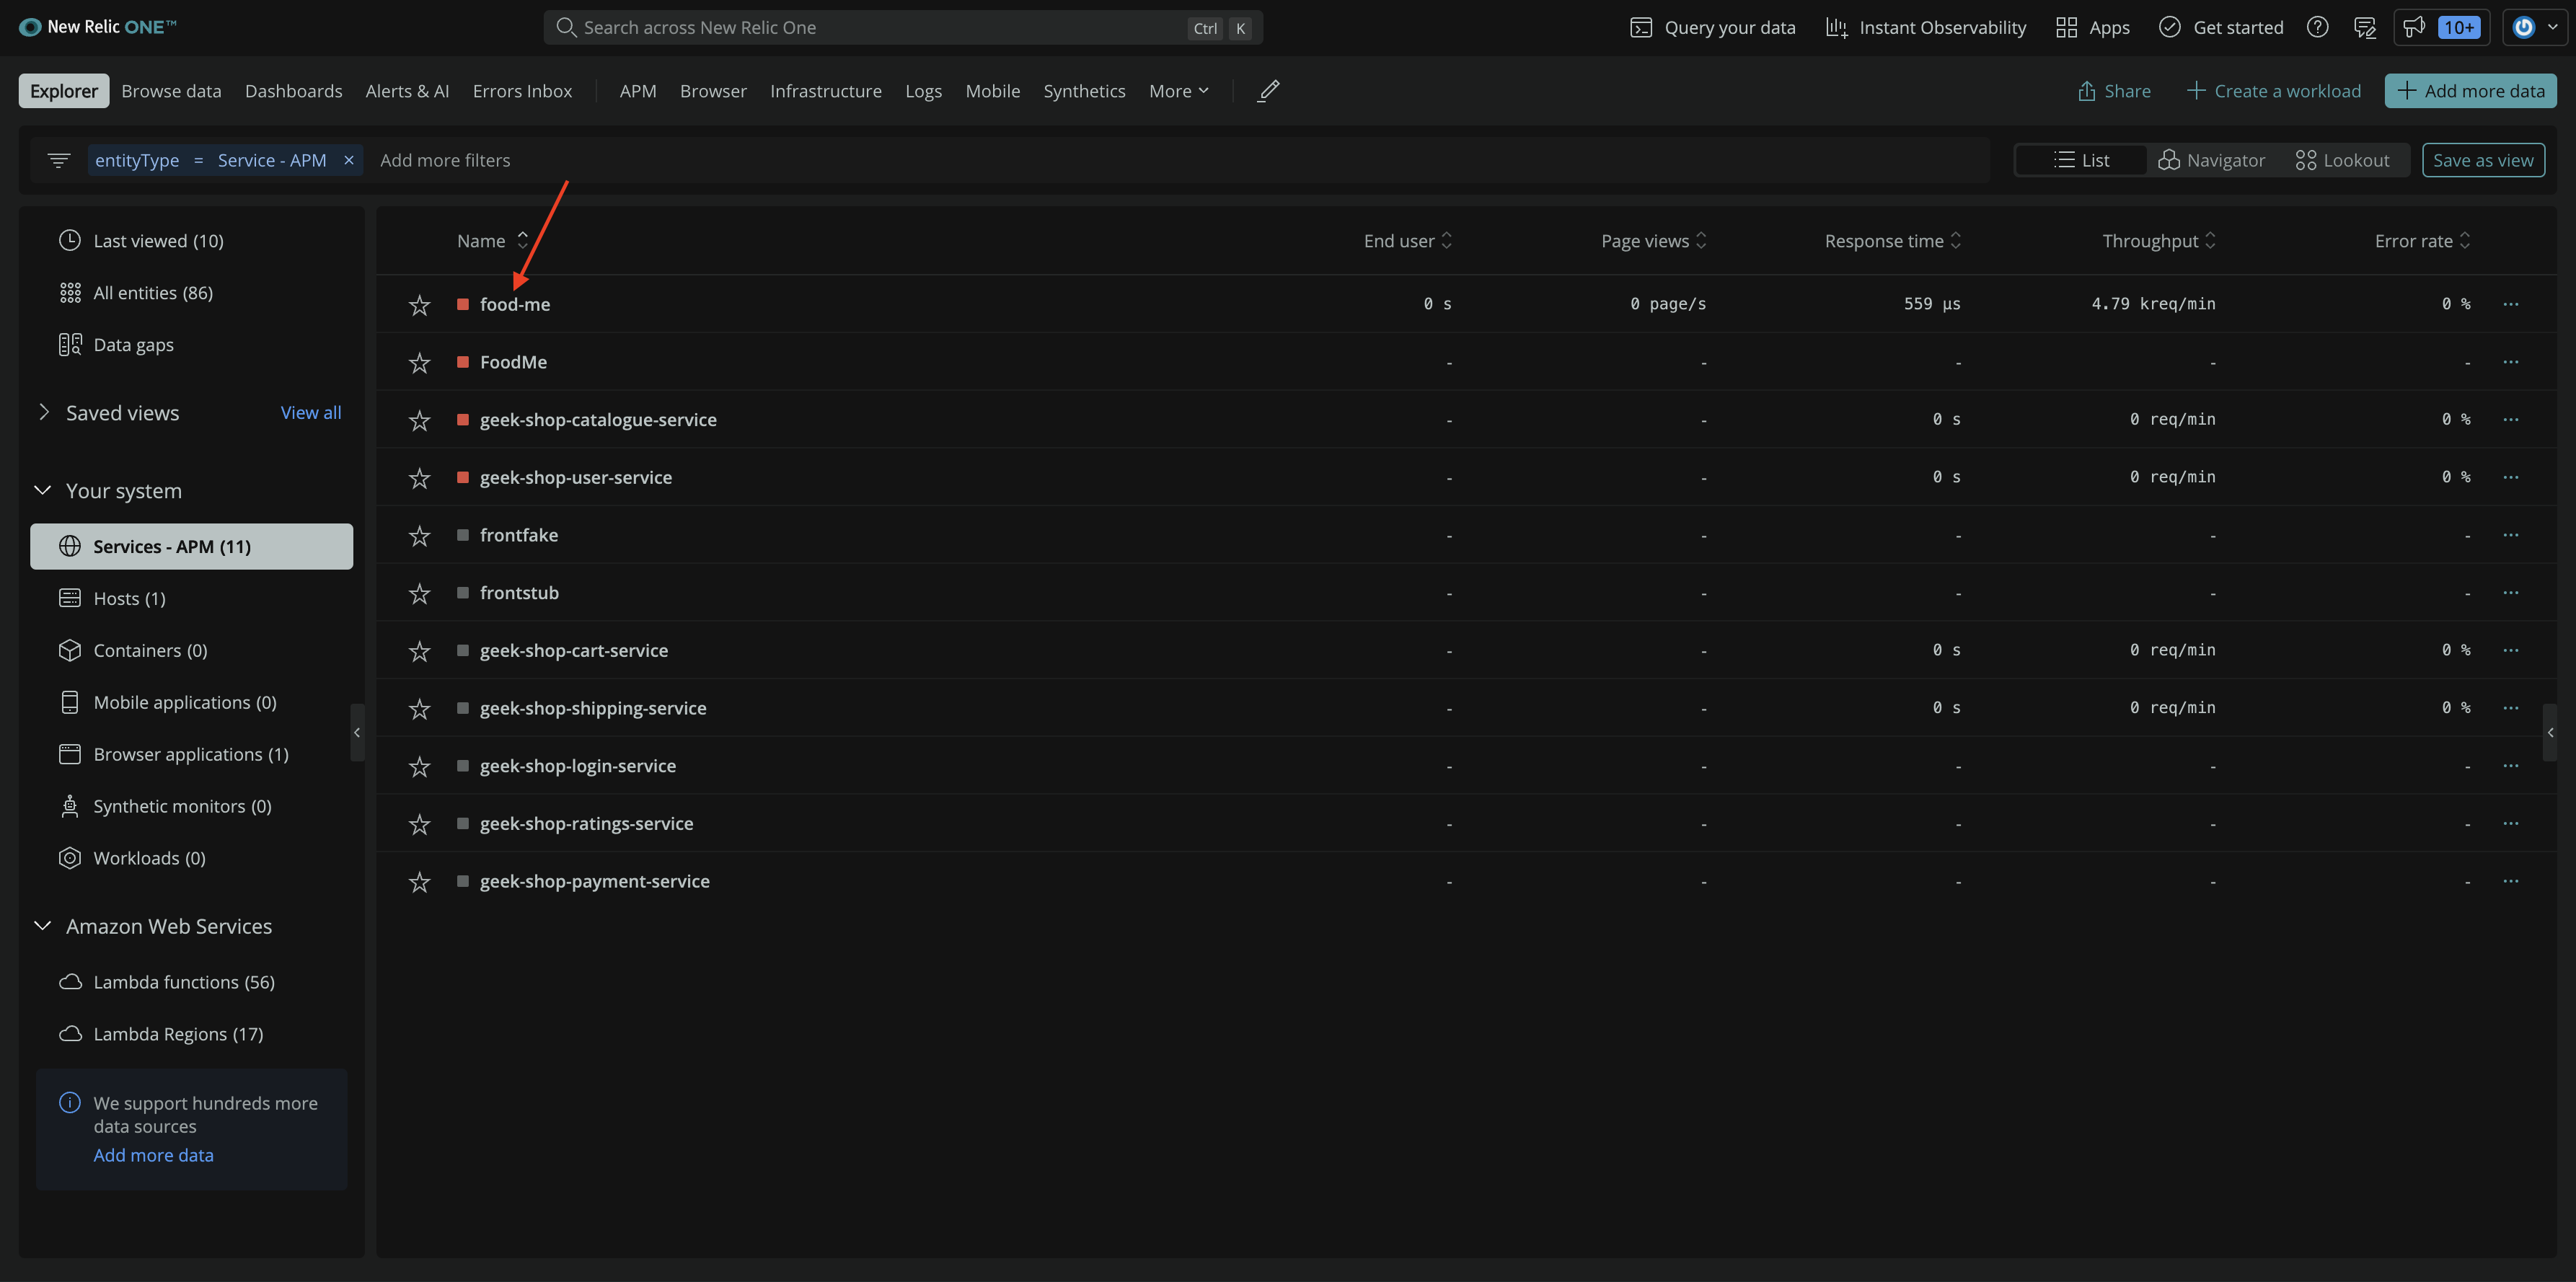 New Relic ONE™
Search across New Relic One Ctrl K
Query your data Instant Observability Apps Get started 10+
Explorer Browse data Dashboards Alerts & AI Errors Inbox APM Browser Infrastructure Logs Mobile Synthetics More Share + Create a workload + Add more data
entityType = Service - APM × Add more filters List Navigator Lookout Save as view
Last viewed (10)
All entities (86)
Data gaps
Saved views View all
Your system
Services - APM (11)
Hosts (1)
Containers (0)
Mobile applications (0)
Browser applications (1)
Synthetic monitors (0)
Workloads (0)
Amazon Web Services
Lambda functions (56)
Lambda Regions (17)
We support hundreds more
data sources
Add more data
Name End user Page views Response time Throughput Error rate
food-me 0 s 0 page/s 559 µs 4.79 kreq/min 0 % ...
FoodMe - - - - - ...
geek-shop-catalogue-service - - 0 s 0 req/min 0 % ...
geek-shop-user-service - - 0 s 0 req/min 0 % ...
frontfake - - - - - ...
frontstub - - - - - ...
geek-shop-cart-service - - 0 s 0 req/min 0 % ...
geek-shop-shipping-service - - 0 s 0 req/min 0 % ...
geek-shop-login-service - - - - - ...
geek-shop-ratings-service - - - - - ...
geek-shop-payment-service - - - - - ...